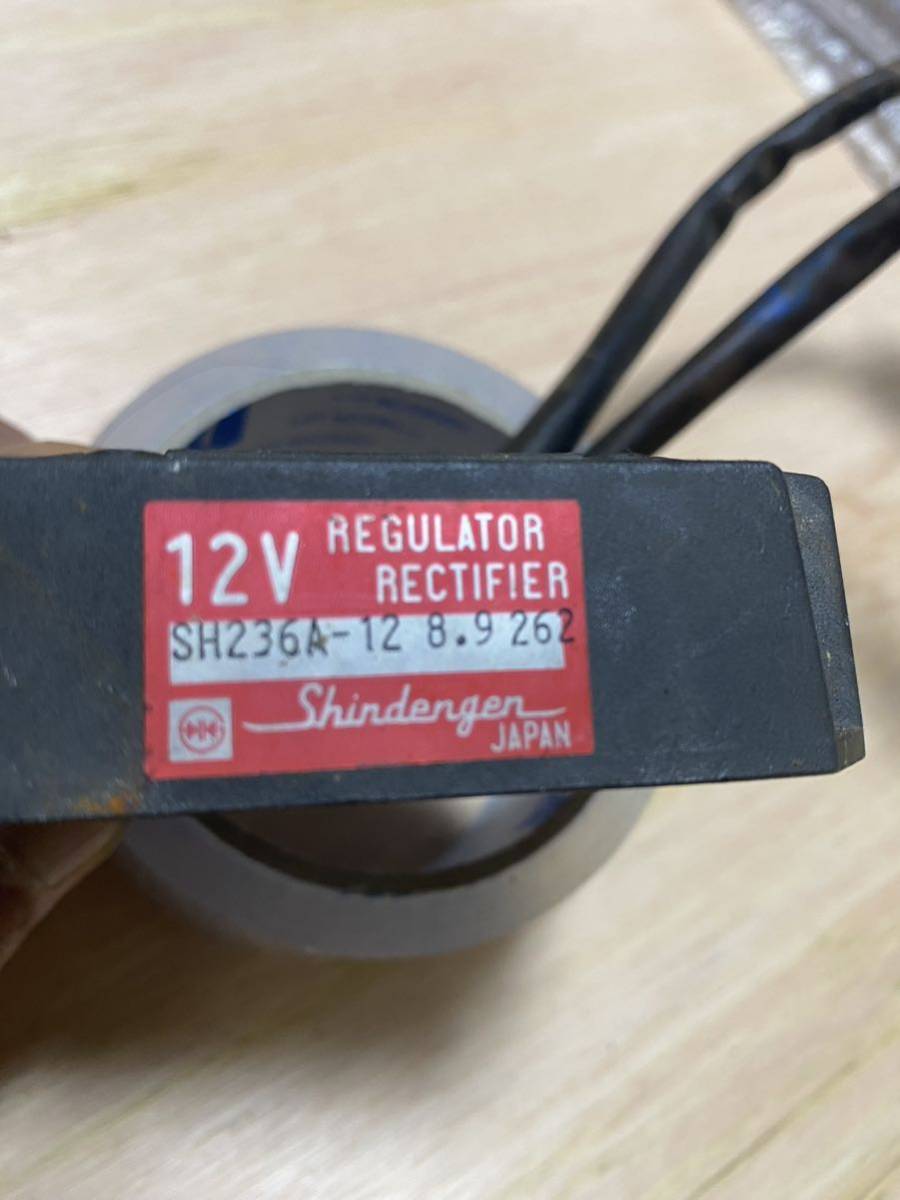 12V REGULATOR
RECTIFIER
SH236A-12 8.9 262
Shindengen
JAPAN